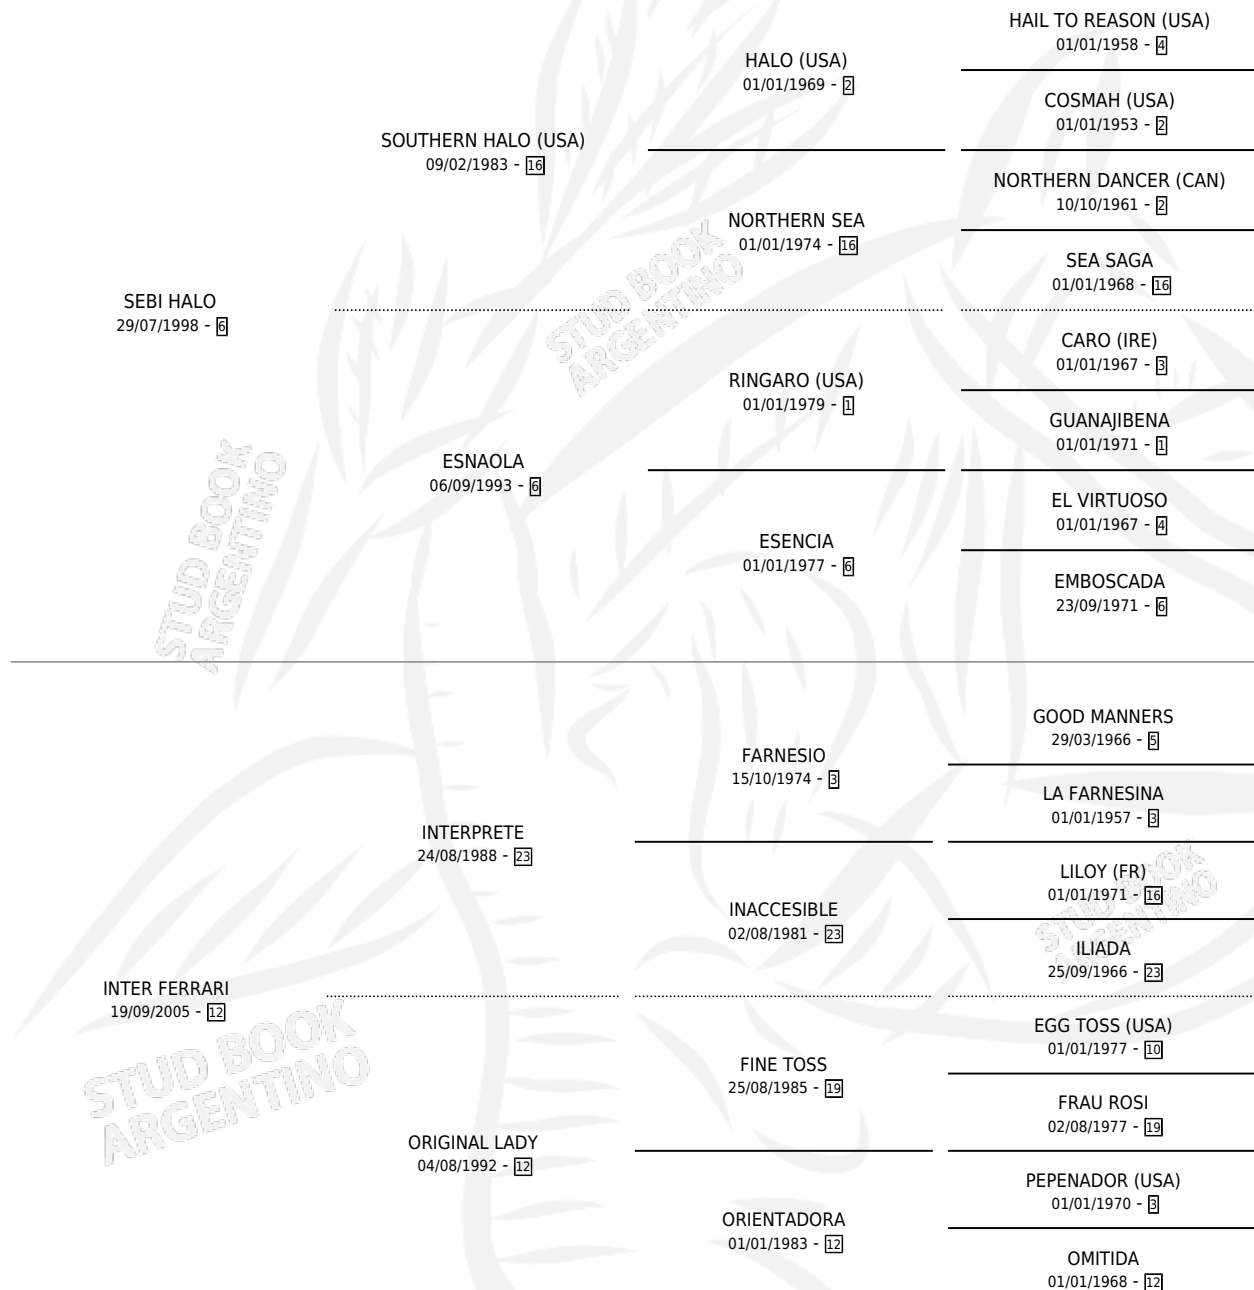 HAIL TO REASON (USA)
01/01/1958 - 4
HALO (USA)
01/01/1969 - 2
COSMAH (USA)
01/01/1953 - 2
SOUTHERN HALO (USA)
09/02/1983 - 16
NORTHERN DANCER (CAN)
10/10/1961 - 2
NORTHERN SEA
01/01/1974 - 16
SEA SAGA
01/01/1968 - 16
SEBI HALO
29/07/1998 - 6
STUD BOOK
ARGENTINO
CARO (IRE)
01/01/1967 - 3
RINGARO (USA)
01/01/1979 - 1
GUANAJIBENA
01/01/1971 - 1
ESNAOLA
06/09/1993 - 6
EL VIRTUOSO
01/01/1967 - 4
ESENCIA
01/01/1977 - 6
EMBOSCADA
23/09/1971 - 6
STUD BOOK
ARGENTINO
GOOD MANNERS
29/03/1966 - 5
FARNESIO
15/10/1974 - 3
LA FARNESINA
01/01/1957 - 3
INTERPRETE
24/08/1988 - 23
LILOY (FR)
01/01/1971 - 16
INACCESIBLE
02/08/1981 - 23
ILIADA
25/09/1966 - 23
STUD BOOK
ARGENTINO
INTER FERRARI
19/09/2005 - 12
EGG TOSS (USA)
01/01/1977 - 10
FINE TOSS
25/08/1985 - 19
FRAU ROSI
02/08/1977 - 19
STUD BOOK
ARGENTINO
ORIGINAL LADY
04/08/1992 - 12
PEPENADOR (USA)
01/01/1970 - 3
ORIENTADORA
01/01/1983 - 12
OMITIDA
01/01/1968 - 12